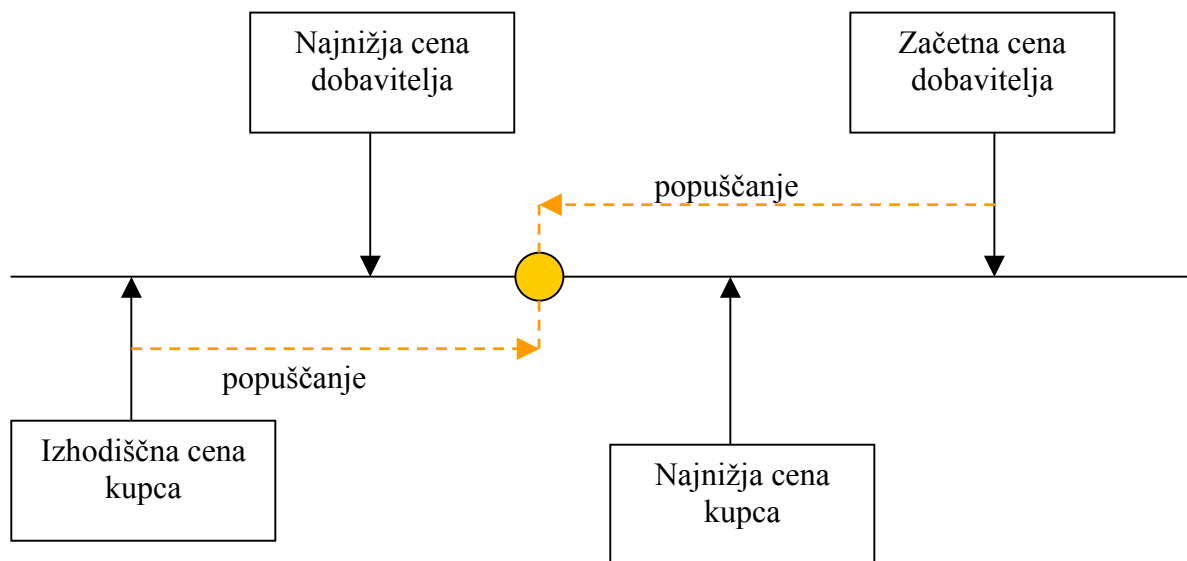 Najnižja cena
dobavitelja
Začetna cena
dobavitelja
popuščanje
popuščanje
Izhodiščna cena
kupca
Najnižja cena
kupca